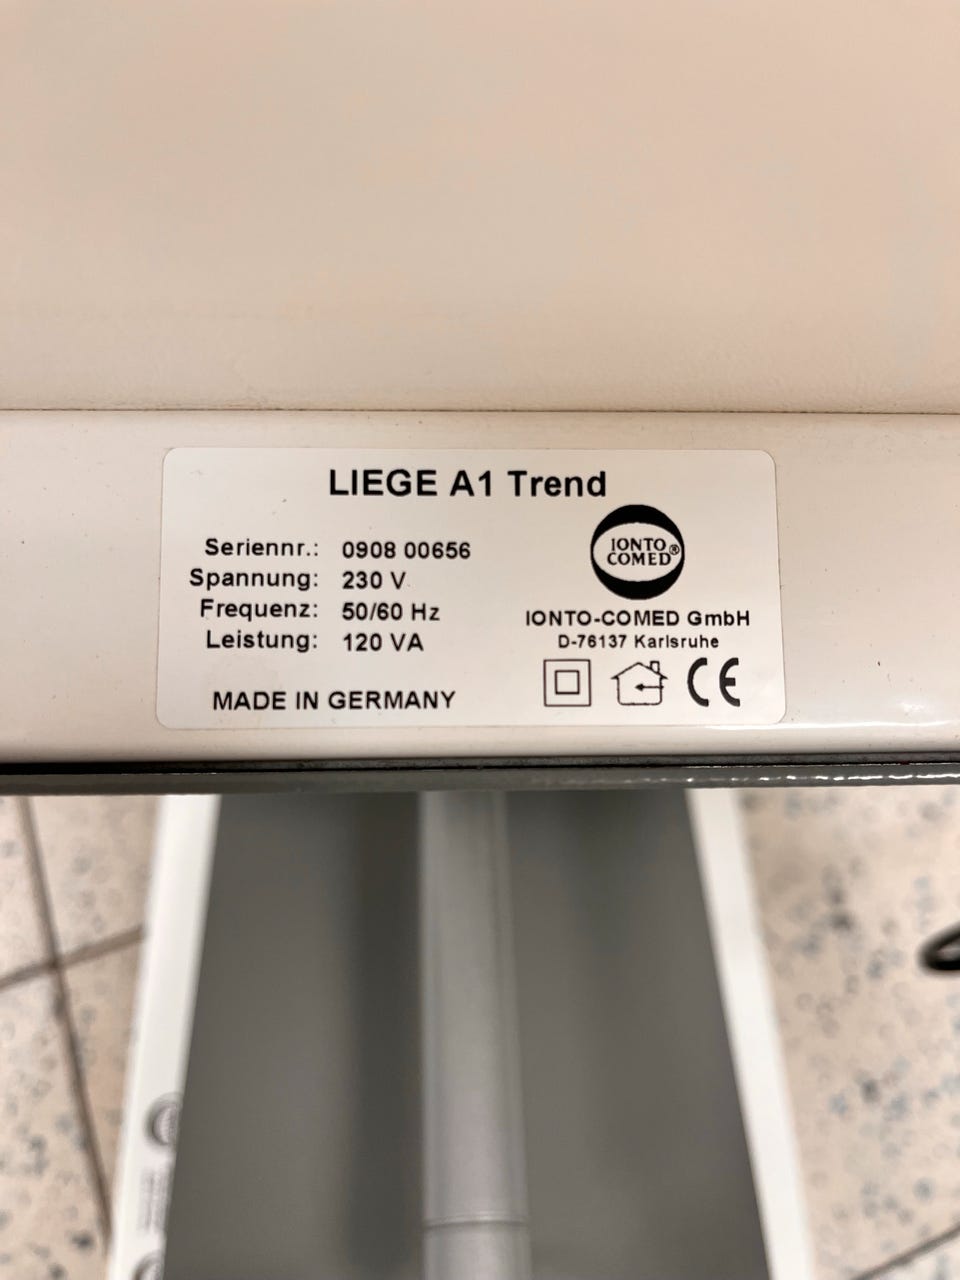 LIEGE A1 Trend
Seriennr.: 0908 00656
Spannung: 230 V
Frequenz: 50/60 Hz
Leistung: 120 VA
MADE IN GERMANY
IONTO
COMED®
IONTO-COMED GmbH
D-76137 Karlsruhe
CE